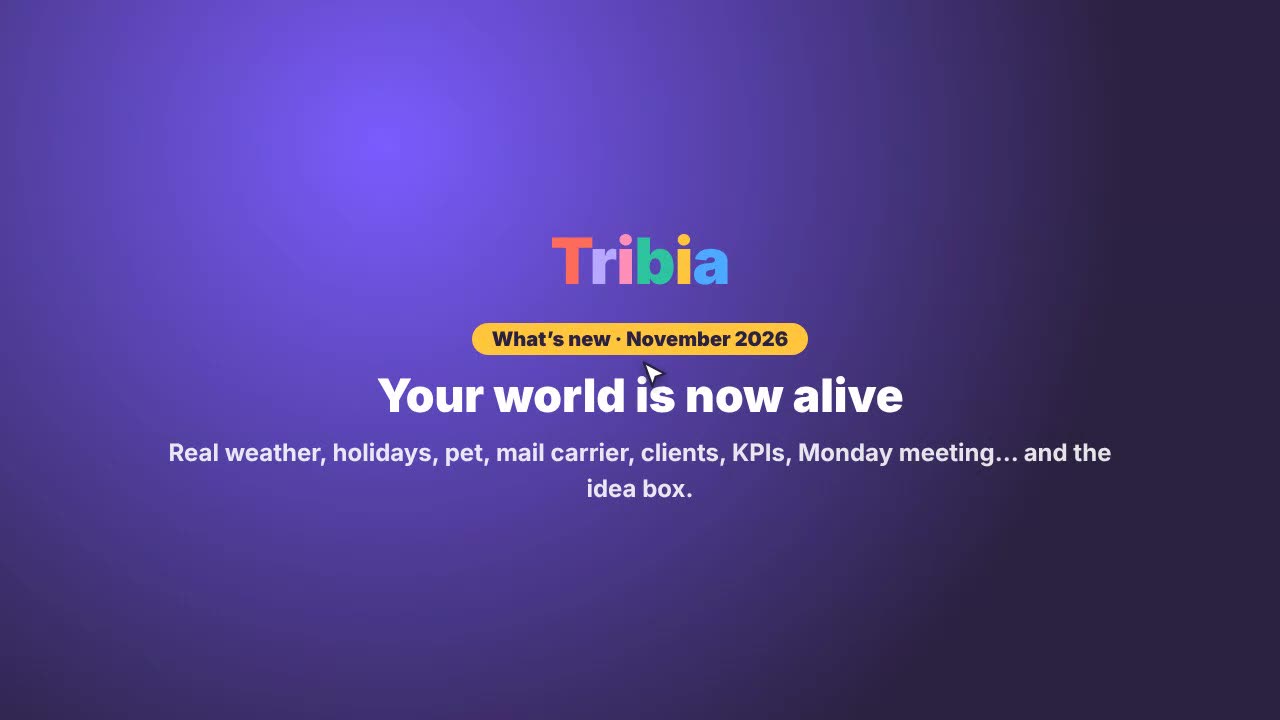 Tribia
What’s new · November 2026
Your world is now alive
Real weather, holidays, pet, mail carrier, clients, KPIs, Monday meeting… and the
idea box.